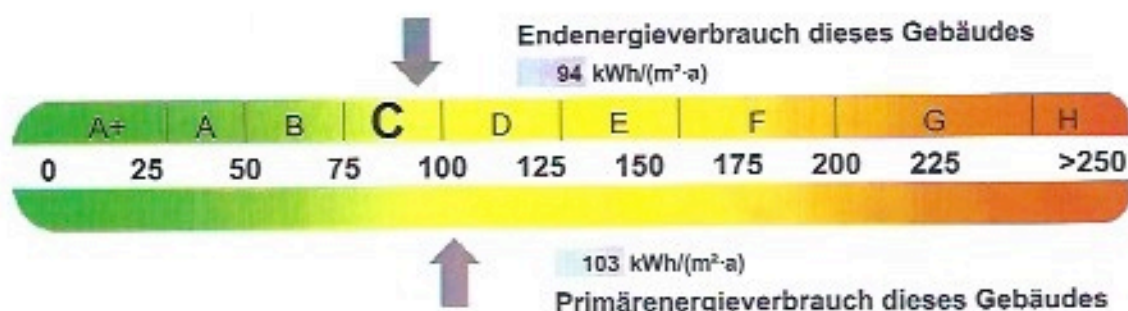 Endenergieverbrauch dieses Gebäudes
94 kWh/(m²·a)
A+ A B C D E F G H
0 25 50 75 100 125 150 175 200 225 >250
103 kWh/(m²·a)
Primärenergieverbrauch dieses Gebäudes